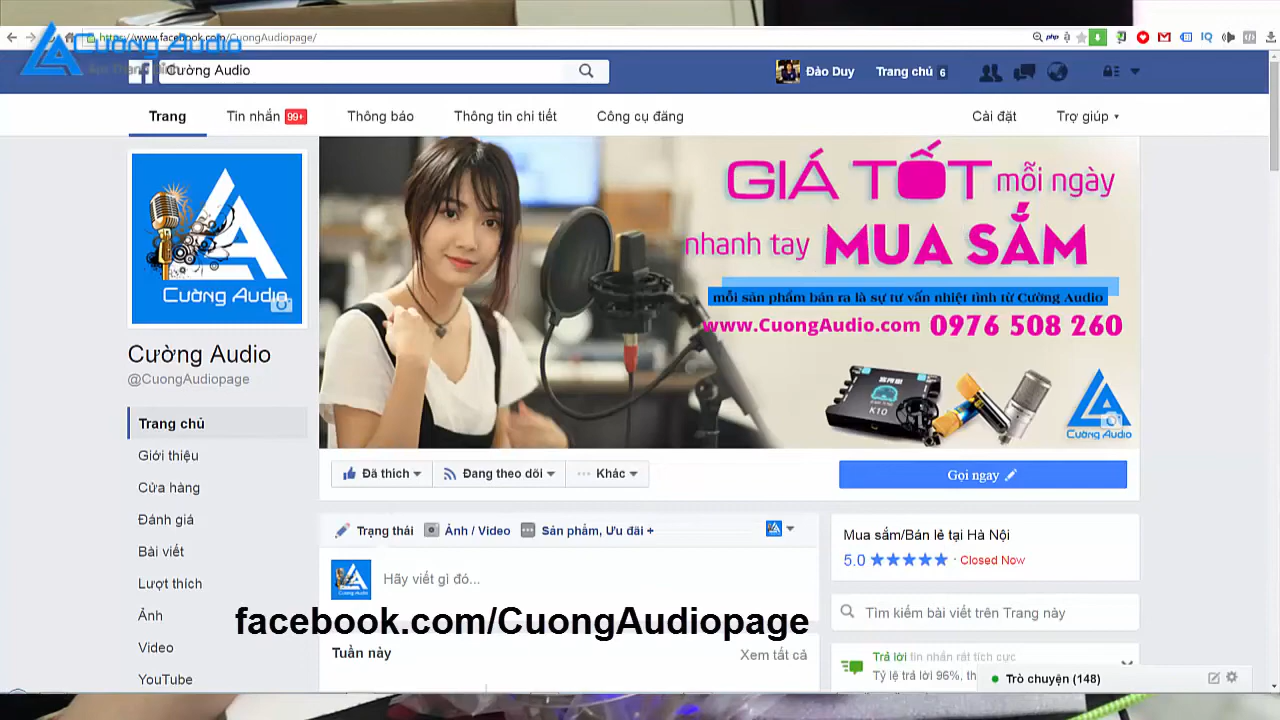 https://www.facebook.com/CuongAudiopage/
Cuong Audio
Cường Audio
Đào Duy
Trang chủ 6
Trang
Tin nhắn 99+
Thông báo
Thông tin chi tiết
Công cụ đăng
Cài đặt
Trợ giúp
GIÁ TỐT mỗi ngày
nhanh tay MUA SẮM
mỗi sản phẩm bán ra là sự tư vấn nhiệt tình từ Cường Audio
www.CuongAudio.com 0976 508 260
K10
Cường Audio
Cường Audio
Cường Audio
@CuongAudiopage
Trang chủ
Giới thiệu
Cửa hàng
Đánh giá
Bài viết
Lượt thích
Ảnh
Video
YouTube
Đã thích
Đang theo dõi
Khác
Gọi ngay
Trạng thái
Ảnh / Video
Sản phẩm, Ưu đãi +
Hãy viết gì đó...
facebook.com/CuongAudiopage
Tuần này
Xem tất cả
Mua sắm/Bán lẻ tại Hà Nội
5.0 · Closed Now
Tìm kiếm bài viết trên Trang này
Trả lời tin nhắn rất tích cực
Tỷ lệ trả lời 96%,
Trò chuyện (148)